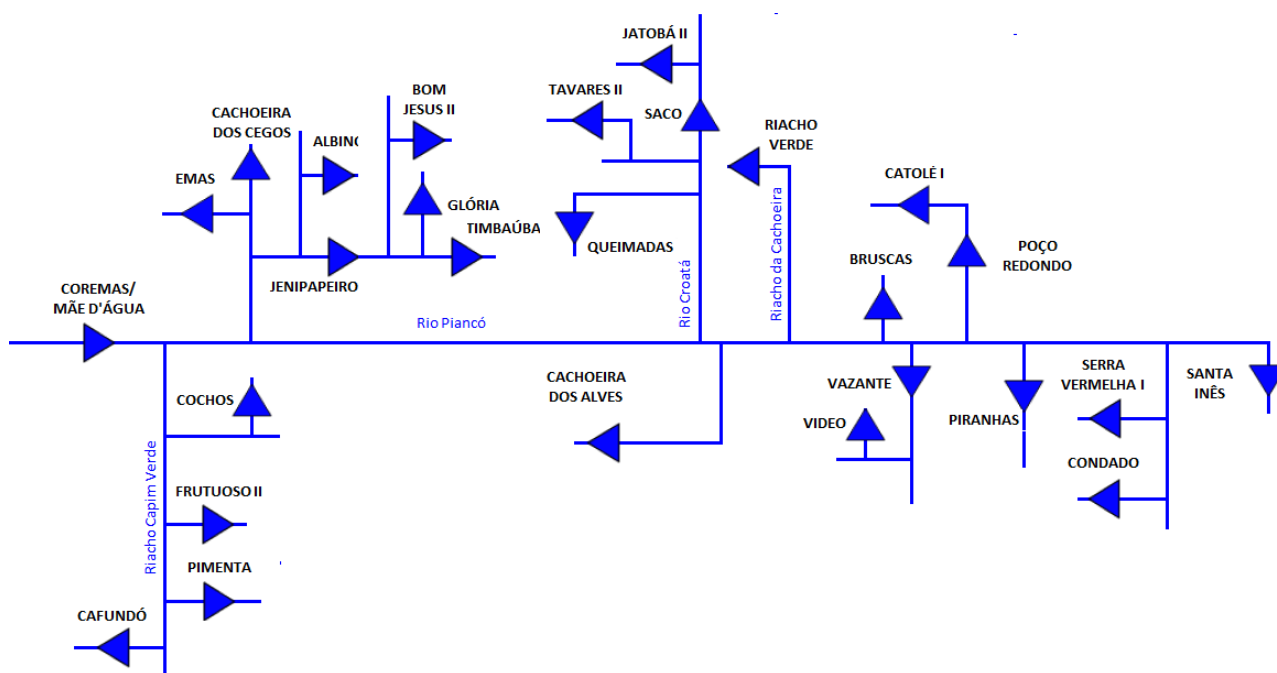 JATOBÁ II
BOM
JESUS II
TAVARES II
CACHOEIRA
DOS CEGOS
ALBINO
SACO
RIACHO
VERDE
EMAS
CATOLÉ I
GLÓRIA
TIMBAÚBA
QUEIMADAS
BRUSCAS
POÇO
REDONDO
JENIPAPEIRO
COREMAS/
MÃE D'ÁGUA
Rio Piancó
Rio Croatá
Riacho da Cachoeira
CACHOEIRA
DOS ALVES
VAZANTE
SERRA
VERMELHA I
SANTA
INÊS
COCHOS
VIDEO
PIRANHAS
CONDADO
FRUTUOSO II
Riacho Capim Verde
PIMENTA
CAFUNDÓ